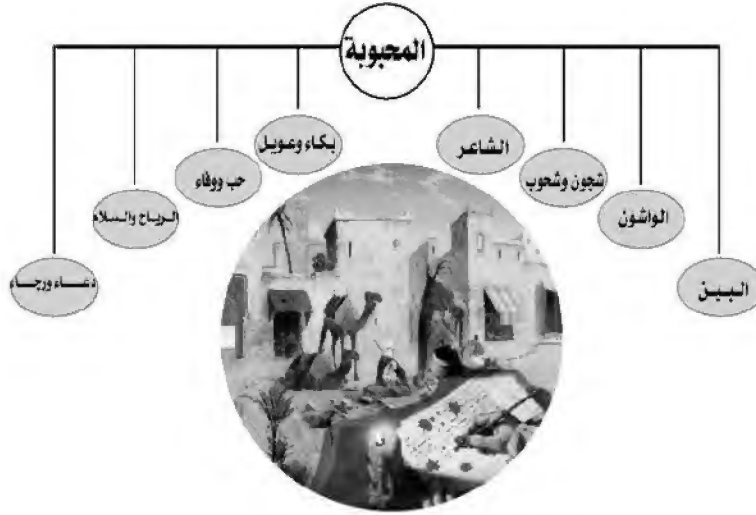 المحبوبة
الشاعر
شجون وشحوب
الواشون
البين
بكاء وعويل
حب ووفاء
الرياح والسلام
دعاء ورجاء